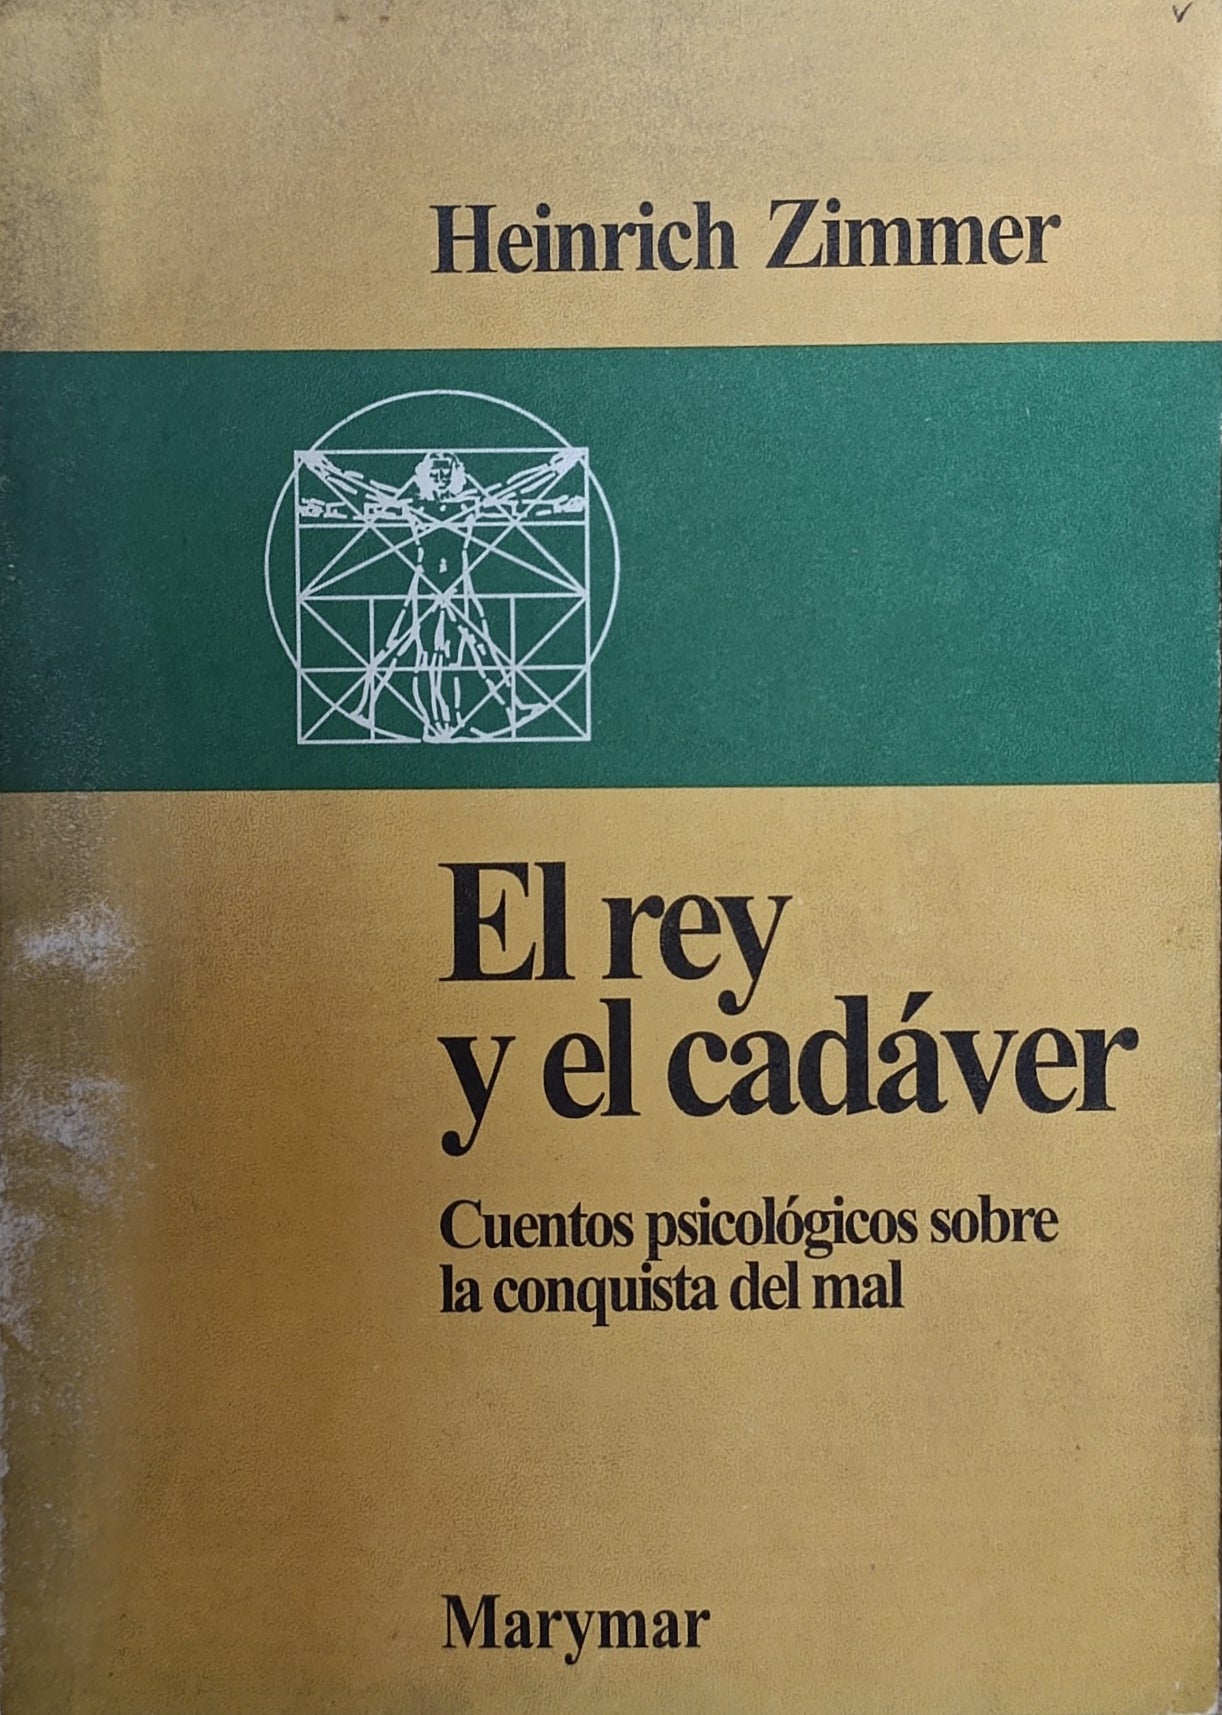 Heinrich Zimmer
El rey
y el cadáver
Cuentos psicológicos sobre
la conquista del mal
Marymar